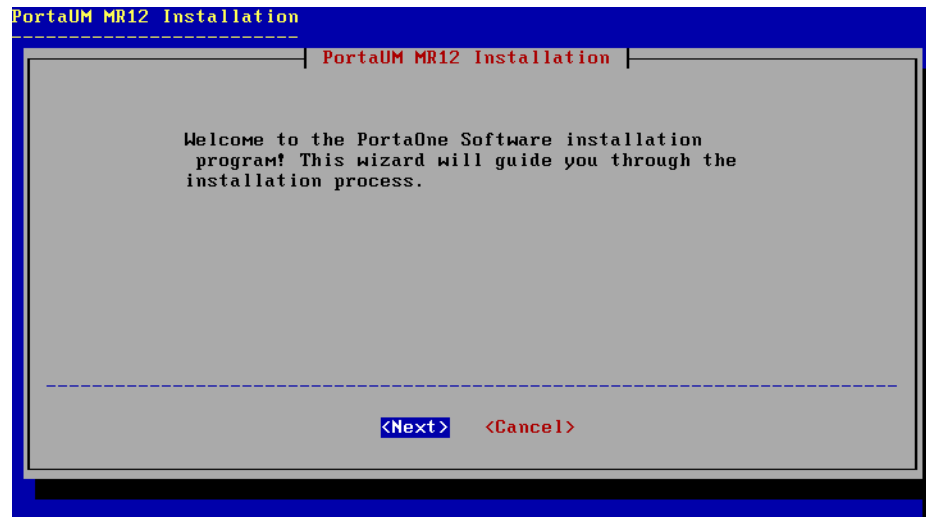 PortaUM MR12 Installation
PortaUM MR12 Installation
Welcome to the PortaOne Software installation
program! This wizard will guide you through the
installation process.
<Next> <Cancel>